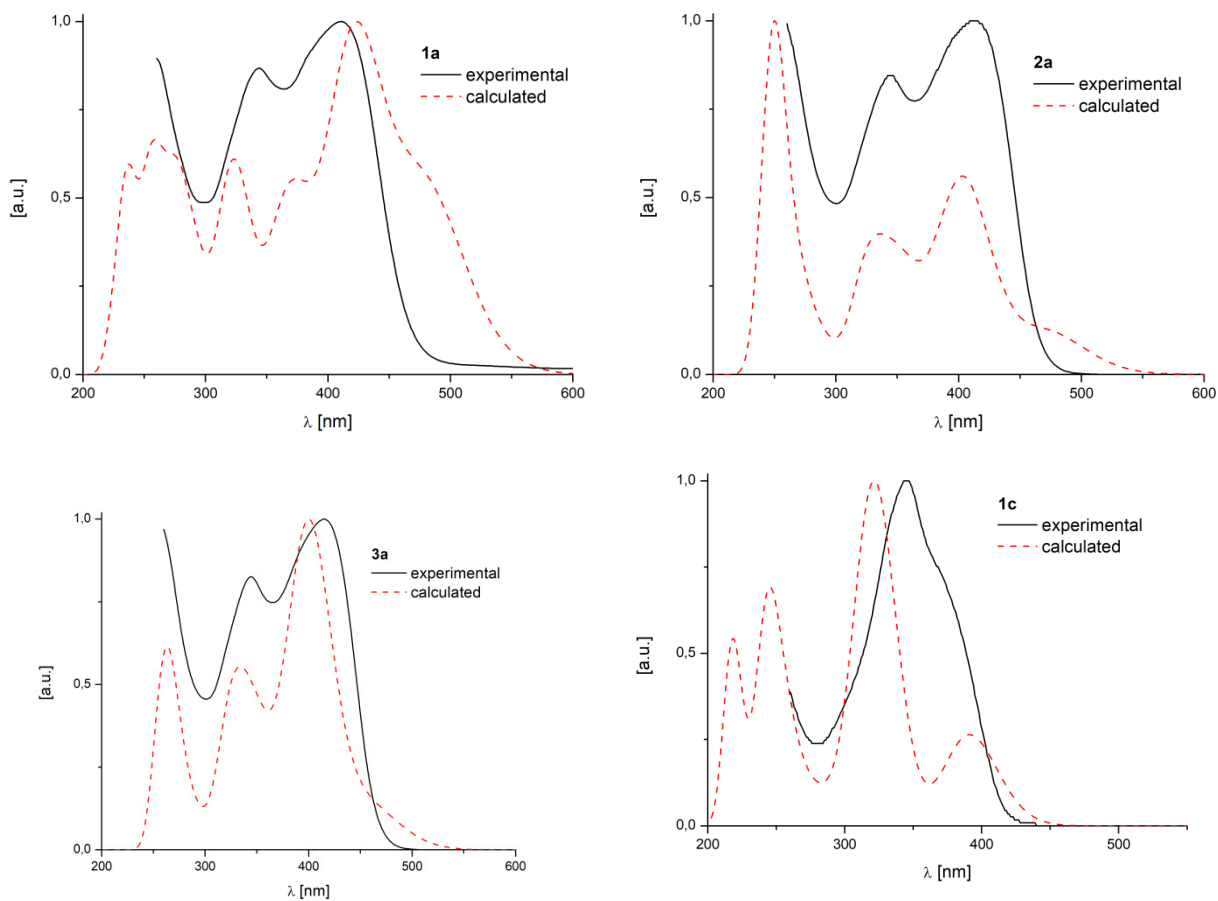 1,0
1a
experimental
calculated
0,5
[a.u.]
0,0
200 300 400 500 600
λ [nm]
1,0
2a
experimental
calculated
0,5
[a.u.]
0,0
200 300 400 500 600
λ [nm]
1,0
3a
experimental
calculated
0,5
[a.u.]
0,0
200 300 400 500 600
λ [nm]
1,0
1c
experimental
calculated
0,5
[a.u.]
0,0
200 300 400 500
λ [nm]